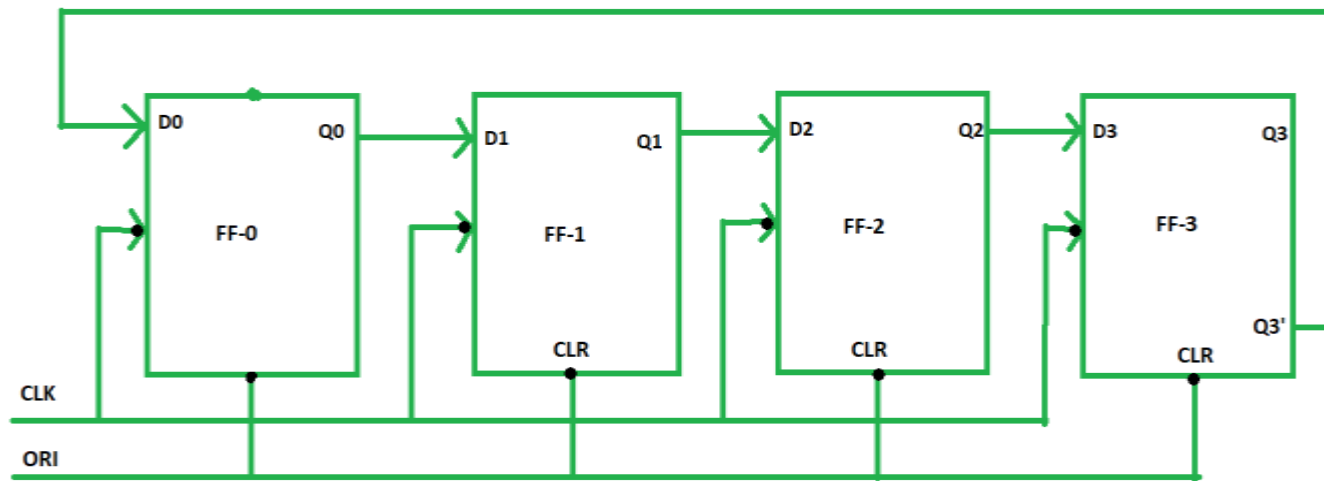 D0
Q0
D1
Q1
D2
Q2
D3
Q3
FF-0
FF-1
FF-2
FF-3
Q3'
CLR
CLR
CLR
CLK
ORI